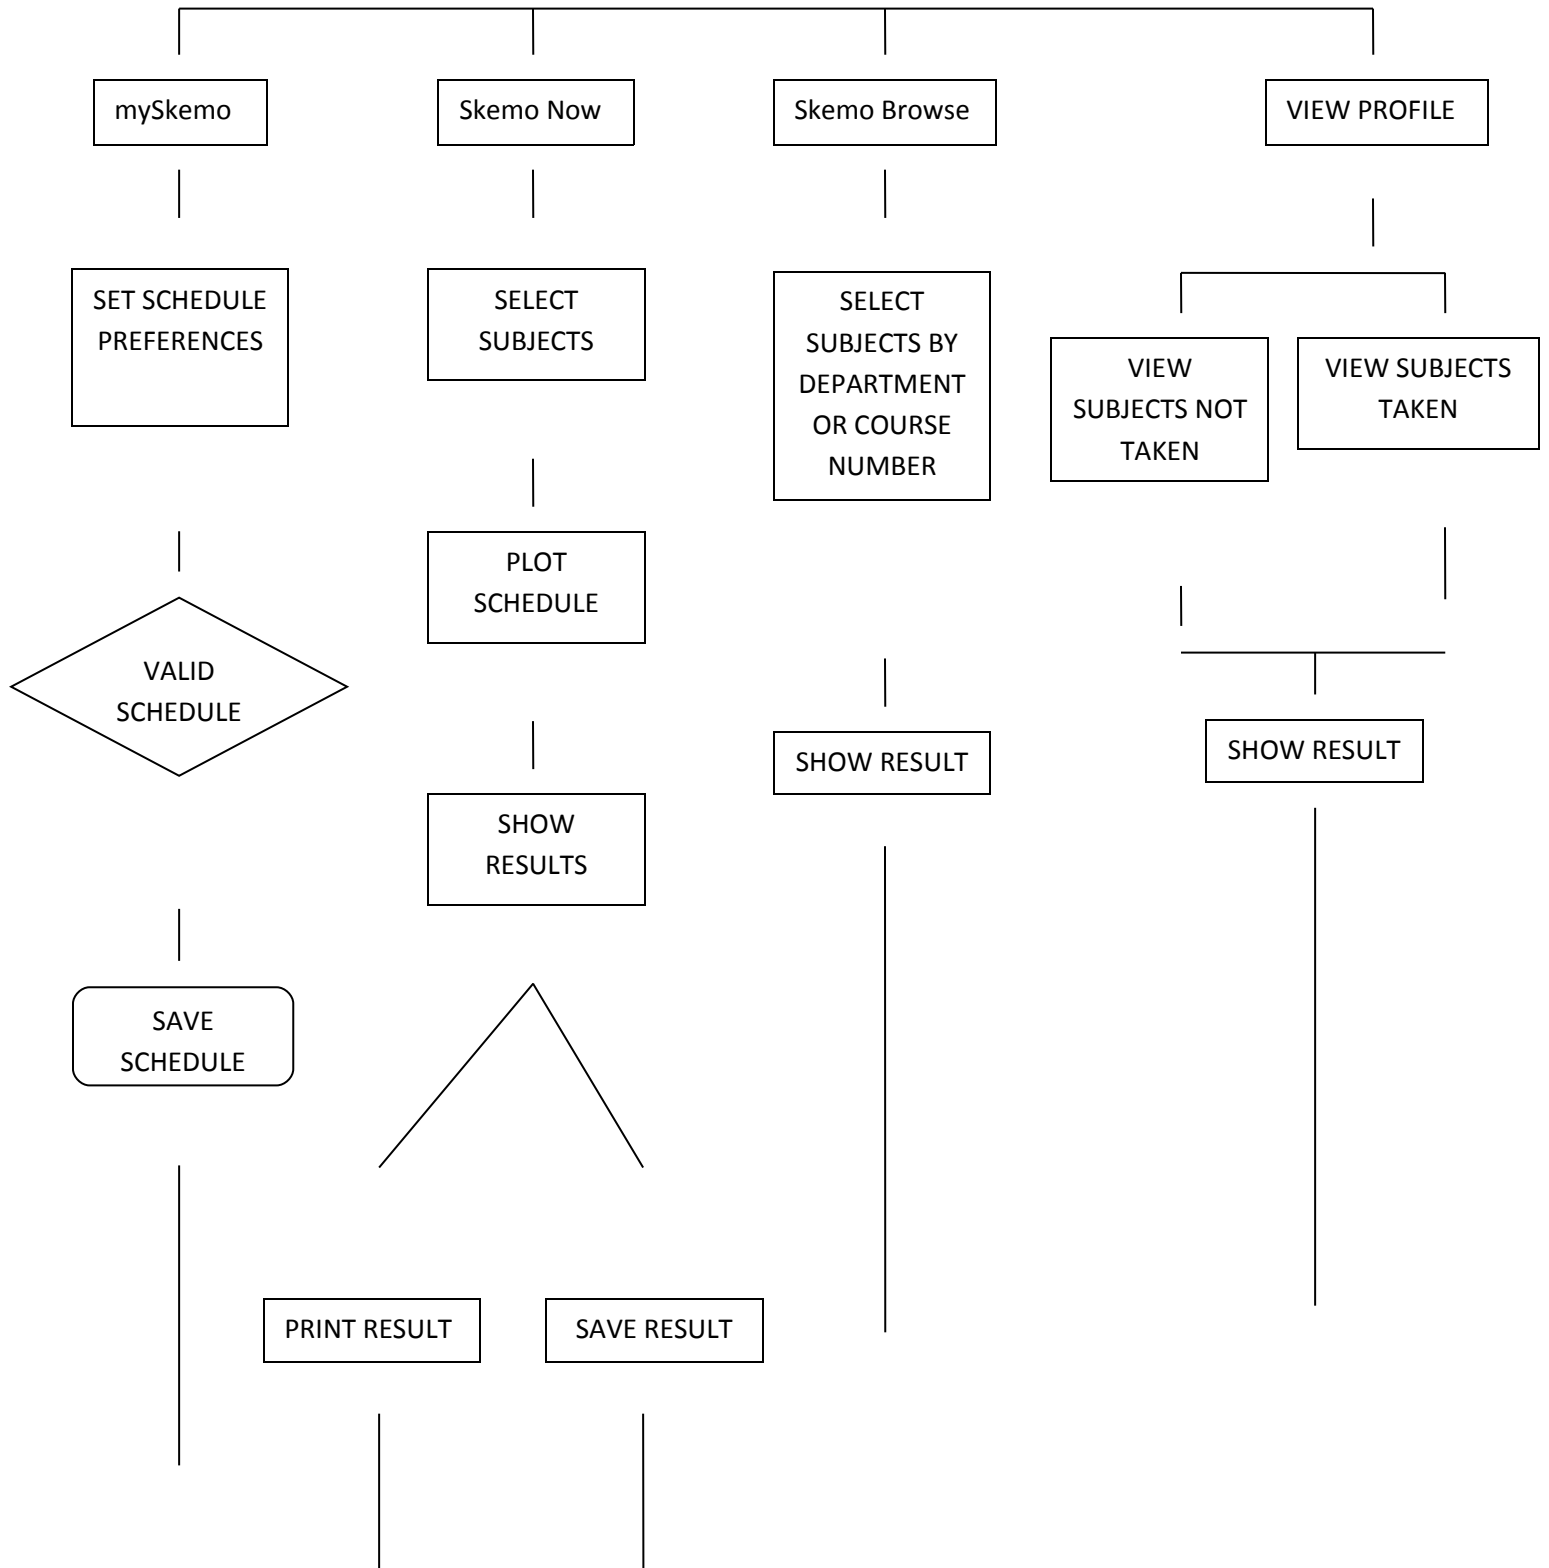 mySkemo
Skemo Now
Skemo Browse
VIEW PROFILE
SET SCHEDULE
PREFERENCES
SELECT
SUBJECTS
SELECT
SUBJECTS BY
DEPARTMENT
OR COURSE
NUMBER
VIEW
SUBJECTS NOT
TAKEN
VIEW SUBJECTS
TAKEN
PLOT
SCHEDULE
VALID
SCHEDULE
SHOW RESULT
SHOW RESULT
SHOW
RESULTS
SAVE
SCHEDULE
PRINT RESULT
SAVE RESULT